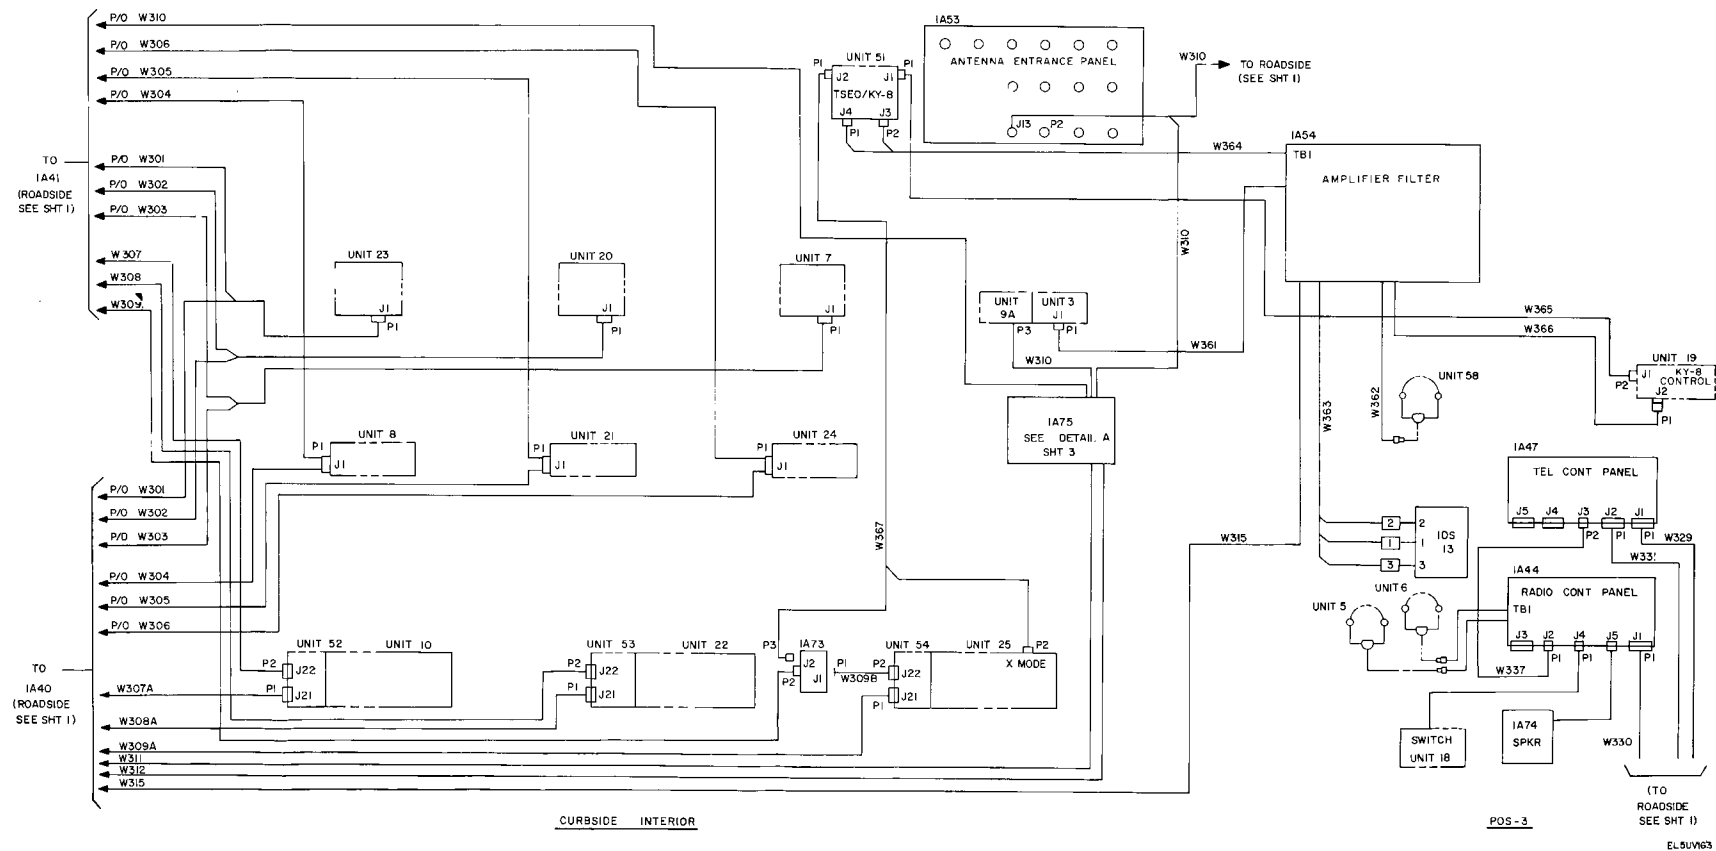 P/O W310
P/O W306
P/O W305
P/O W304
TO
1A41
(ROADSIDE
SEE SHT 1)
P/O W301
P/O W302
P/O W303
W307
W308
W309
UNIT 51
P1
J2 J1
P1
TSEO/KY-8
J4 J3
P1 P2
1A53
ANTENNA ENTRANCE PANEL
J13 P2
W310
TO ROADSIDE
(SEE SHT 1)
W310
W364
1A54
TB1
AMPLIFIER FILTER
UNIT 23
J1
P1
UNIT 20
J1
P1
UNIT 7
J1
P1
UNIT
9A
UNIT 3
J1
P3 P1
W310
W361
W365
W366
UNIT 19
J1 KY-8
CONTROL
P2
J2
P1
UNIT 58
W363
W362
1A75
SEE DETAIL A
SHT 3
UNIT 8
P1
J1
UNIT 21
P1
J1
UNIT 24
P1
J1
P/O W301
P/O W302
P/O W303
P/O W304
P/O W305
P/O W306
TO
1A40
(ROADSIDE
SEE SHT 1)
W307A
W308A
W309A
W311
W312
W315
W367
W315
2 2
1 1
3 3
IDS
13
1A47
TEL CONT PANEL
J5 J4 J3 J2 J1
P2 P1 P1
W329
W331
1A44
RADIO CONT PANEL
TB1
J3 J2 J4 J5 J1
P1 P1 P1
W337
UNIT 5
UNIT 6
UNIT 52 UNIT 10
P2
J22
P1
J21
UNIT 53 UNIT 22
P2
J22
P1
J21
P3
1A73
J2
J1
P2
P1
W309B
UNIT 54 UNIT 25
P2
J22
P1
J21
P2
X MODE
SWITCH
UNIT 18
1A74
SPKR
W330
(TO
ROADSIDE
SEE SHT 1)
CURBSIDE INTERIOR
POS-3
EL5UV163